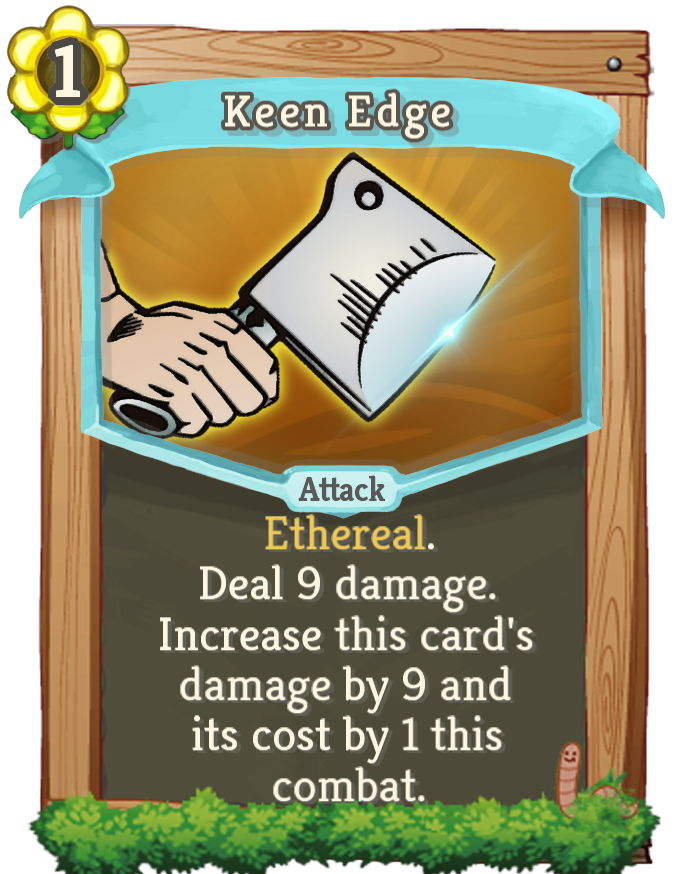 1
Keen Edge
Attack
Ethereal.
Deal 9 damage.
Increase this card's
damage by 9 and
its cost by 1 this
combat.